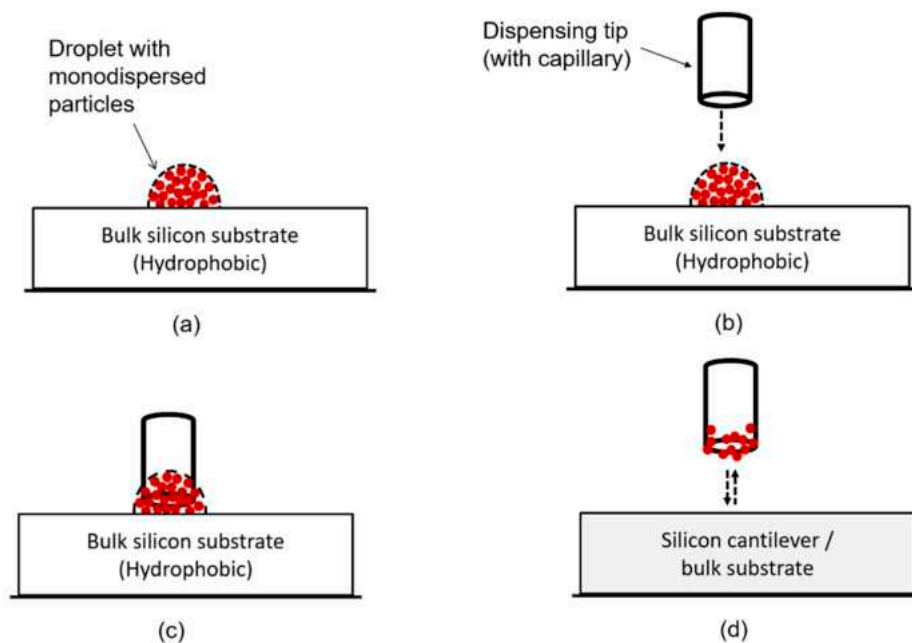 Droplet with
monodispersed
particles
Bulk silicon substrate
(Hydrophobic)
(a)
Dispensing tip
(with capillary)
Bulk silicon substrate
(Hydrophobic)
(b)
Bulk silicon substrate
(Hydrophobic)
(c)
Silicon cantilever /
bulk substrate
(d)